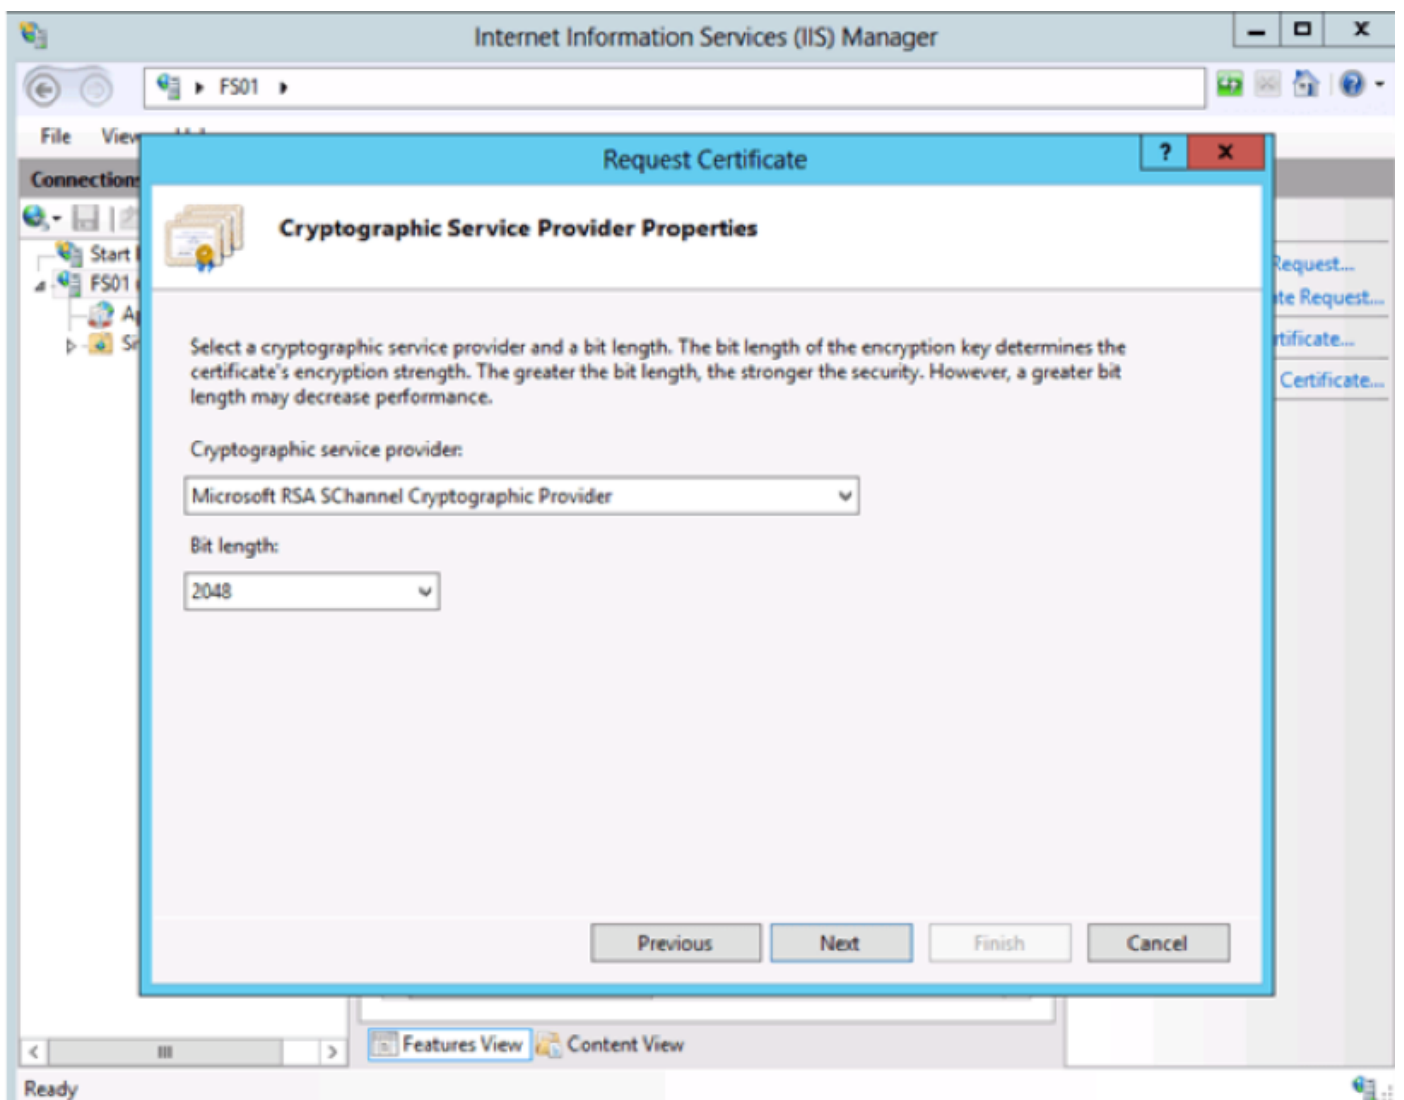 Internet Information Services (IIS) Manager
FS01
File
Request Certificate
? x
Cryptographic Service Provider Properties
Start
FS01
Request...
Request...
Certificate...
Select a cryptographic service provider and a bit length. The bit length of the encryption key determines the
certificate's encryption strength. The greater the bit length, the stronger the security. However, a greater bit
length may decrease performance.
Cryptographic service provider:
Microsoft RSA SChannel Cryptographic Provider
Bit length:
2048
Previous Next Finish Cancel
Features View Content View
Ready